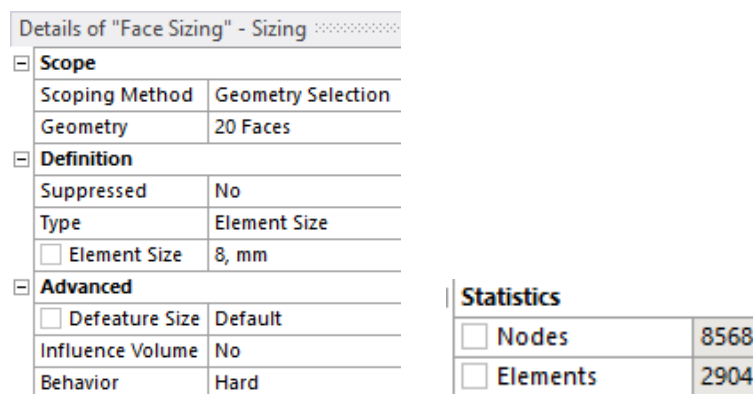 Details of "Face Sizing" - Sizing
Scope
Scoping Method Geometry Selection
Geometry 20 Faces
Definition
Suppressed No
Type Element Size
Element Size 8, mm
Advanced
Defeature Size Default
Influence Volume No
Behavior Hard
Statistics
Nodes 8568
Elements 2904